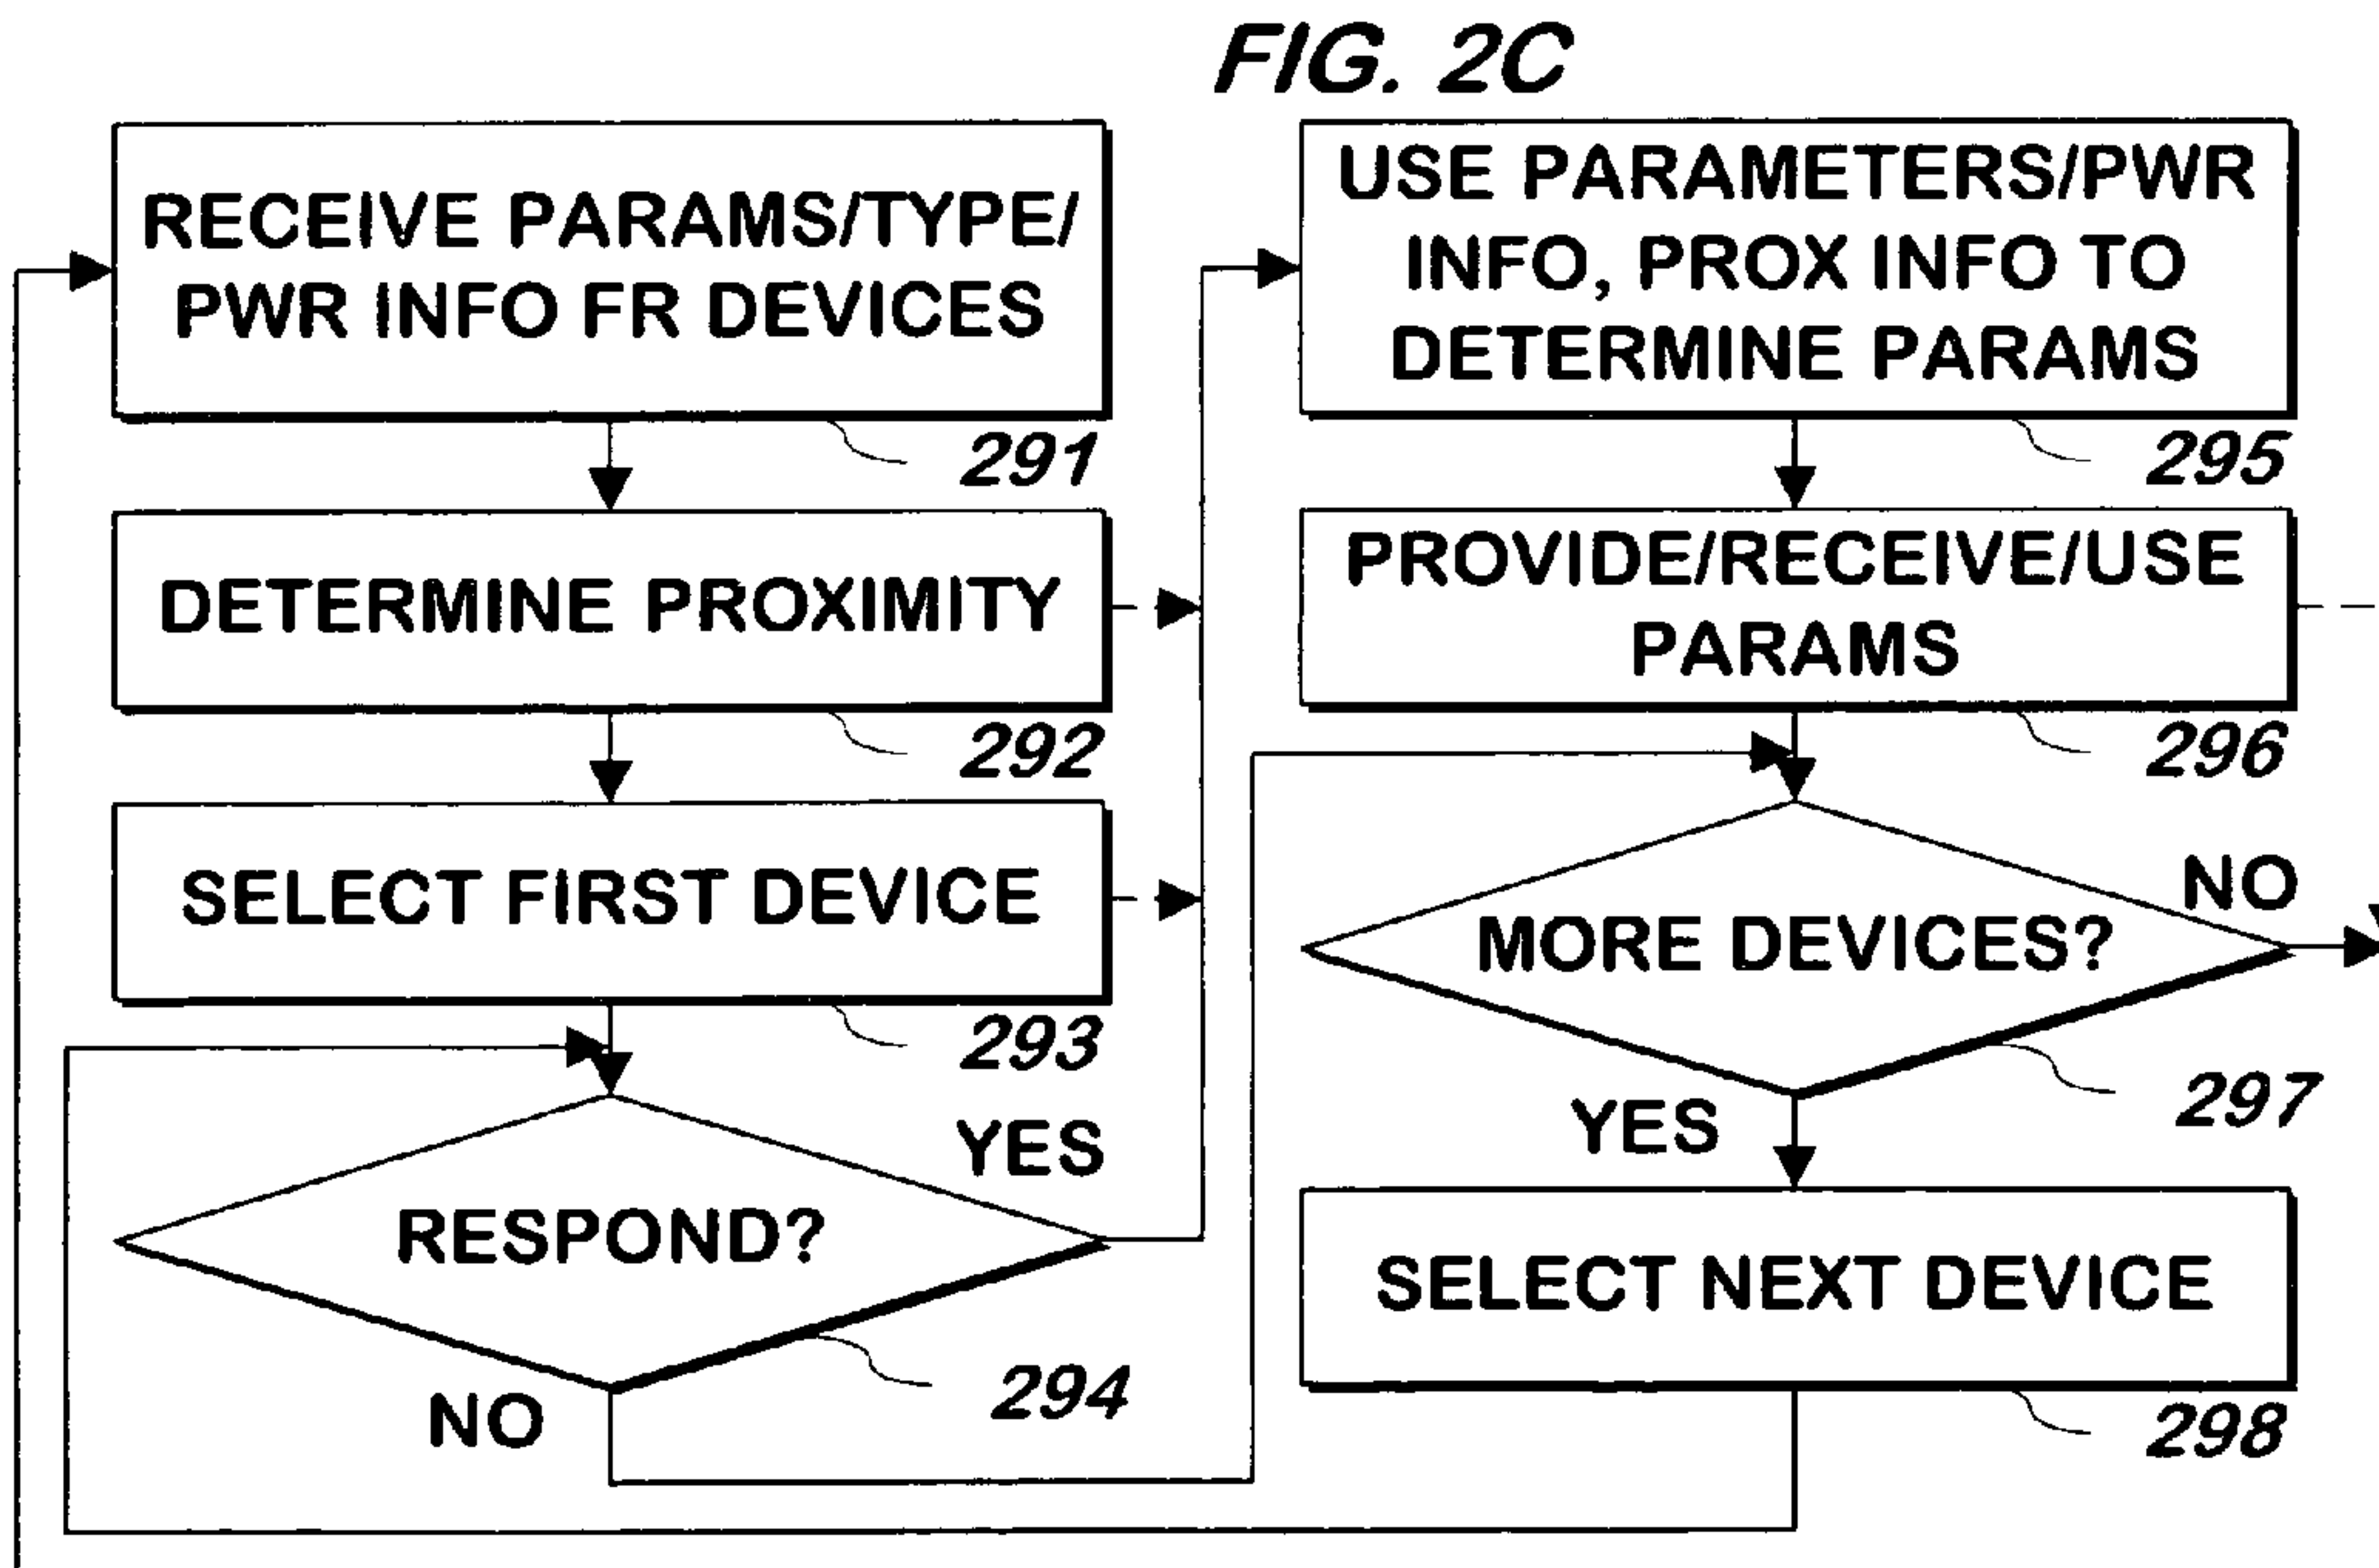 FIG. 2C
RECEIVE PARAMS/TYPE/
PWR INFO FR DEVICES
291
DETERMINE PROXIMITY
292
SELECT FIRST DEVICE
293
YES
RESPOND?
294
NO
USE PARAMETERS/PWR
INFO, PROX INFO TO
DETERMINE PARAMS
295
PROVIDE/RECEIVE/USE
PARAMS
296
NO
MORE DEVICES?
297
YES
SELECT NEXT DEVICE
298